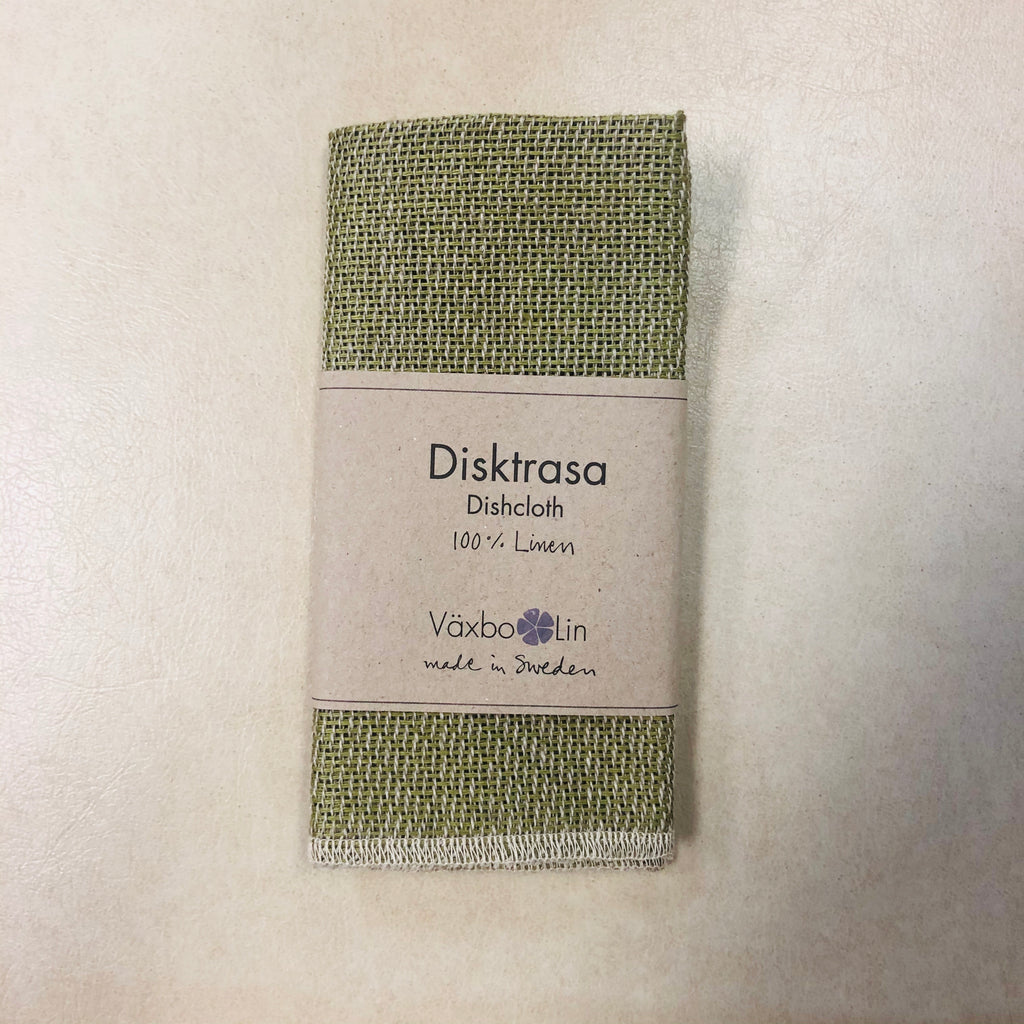 Disktrasa
Dishcloth
100% Linen
Växbo Lin
made in Sweden